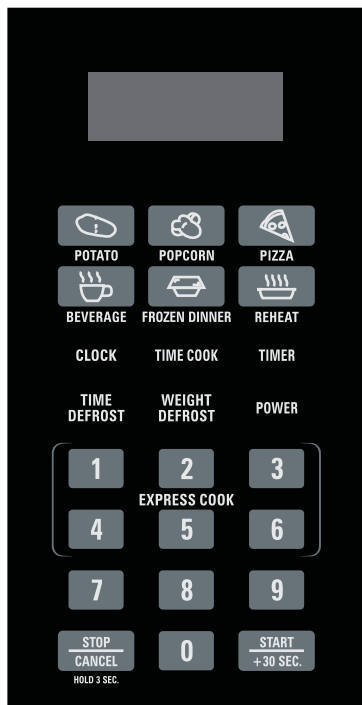 POTATO POPCORN PIZZA
BEVERAGE FROZEN DINNER REHEAT
CLOCK TIME COOK TIMER
TIME DEFROST WEIGHT DEFROST POWER
1 2 3
EXPRESS COOK
4 5 6
7 8 9
STOP 0 START
CANCEL +30 SEC.
HOLD 3 SEC.